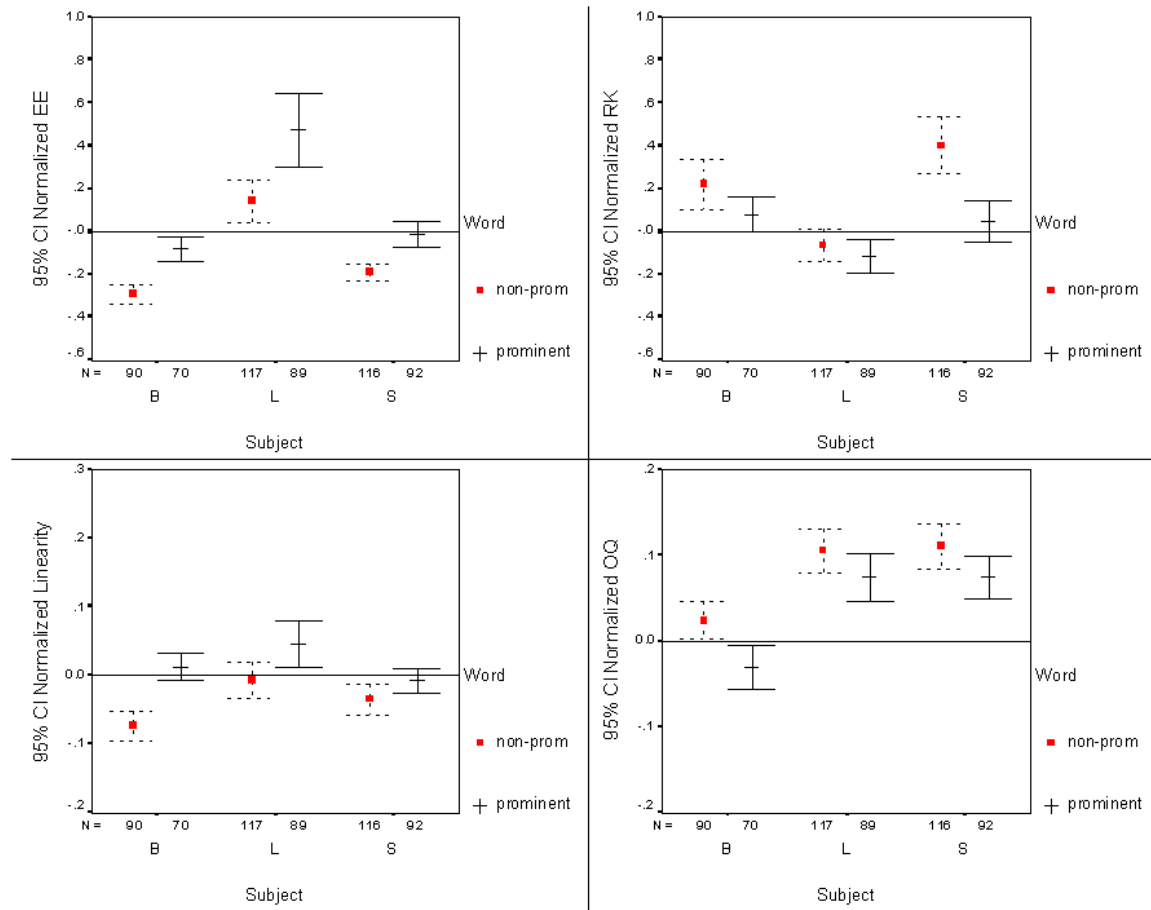 95% CI Normalized EE
1.0
.8
.6
.4
.2
-.0
-.2
-.4
-.6
N = 90 70 117 89 116 92
B L S
Subject
Word
non-prom
prominent
95% CI Normalized RK
1.0
.8
.6
.4
.2
-.0
-.2
-.4
-.6
N = 90 70 117 89 116 92
B L S
Subject
Word
non-prom
prominent
95% CI Normalized Linearity
.3
.2
.1
0.0
-.1
-.2
N = 90 70 117 89 116 92
B L S
Subject
Word
non-prom
prominent
95% CI Normalized OQ
.2
.1
0.0
-.1
-.2
N = 90 70 117 89 116 92
B L S
Subject
Word
non-prom
prominent